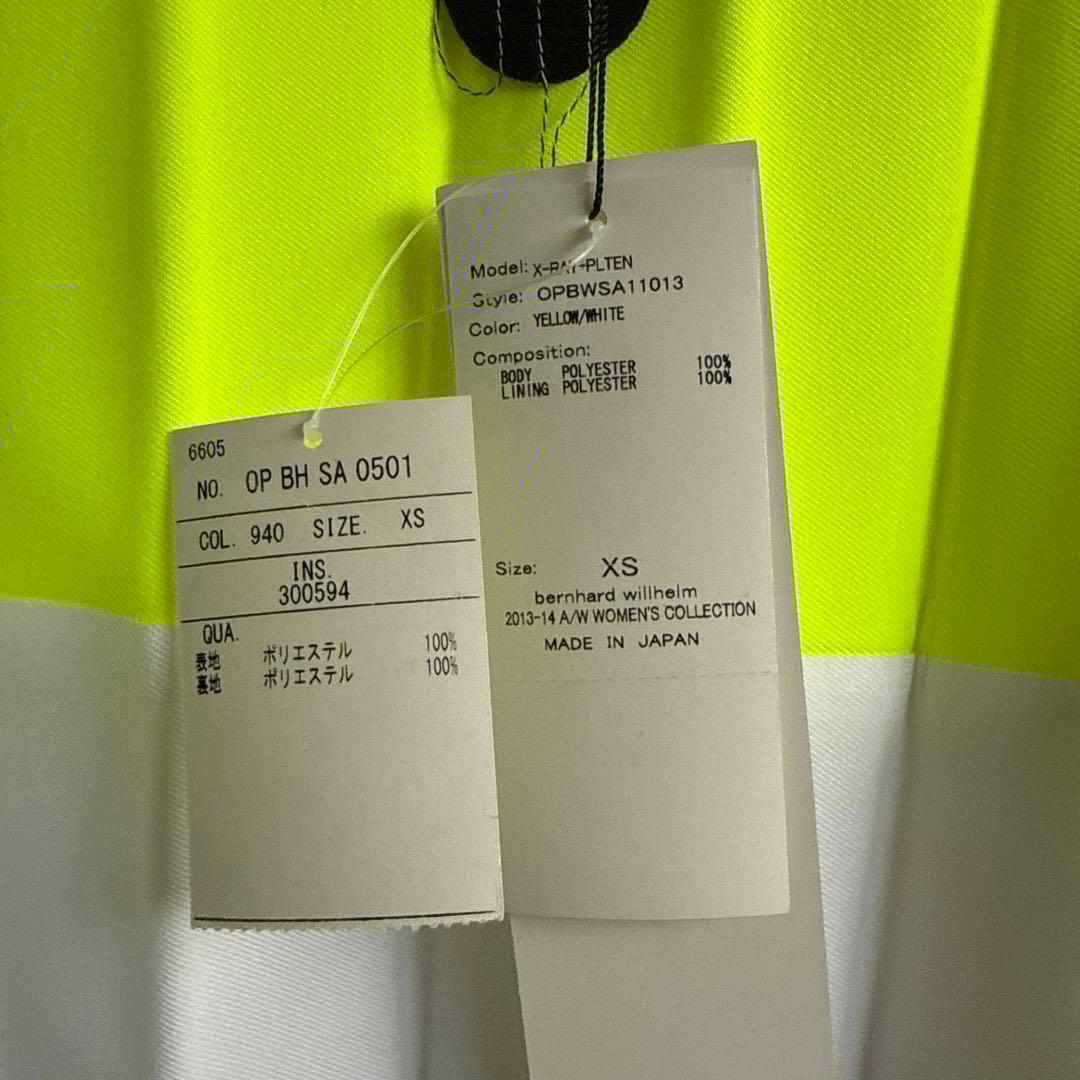 6605
NO. OP BH SA 0501
COL. 940 SIZE. XS
INS.
300594
QUA.
表地 ポリエステル 100%
裏地 ポリエステル 100%
Model: X-RAY+PLTEN
Style: OPBWSA11013
Color: YELLOW/WHITE
Composition:
BODY POLYESTER 100%
LINING POLYESTER 100%
Size: XS
bernhard willhelm
2013-14 A/W WOMEN'S COLLECTION
MADE IN JAPAN